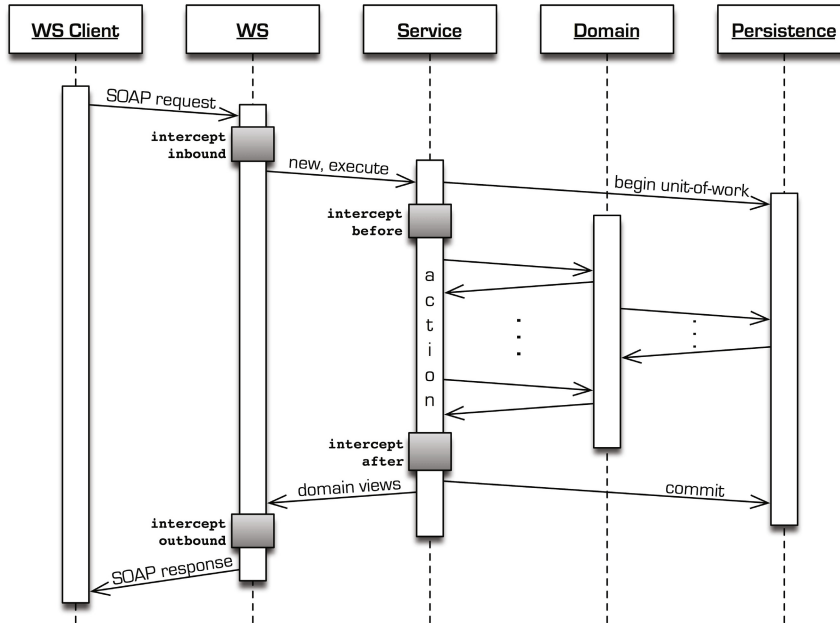 WS Client
WS
Service
Domain
Persistence
SOAP request
intercept
inbound
new, execute
begin unit-of-work
intercept
before
a
c
t
i
o
n
intercept
after
domain views
commit
intercept
outbound
SOAP response